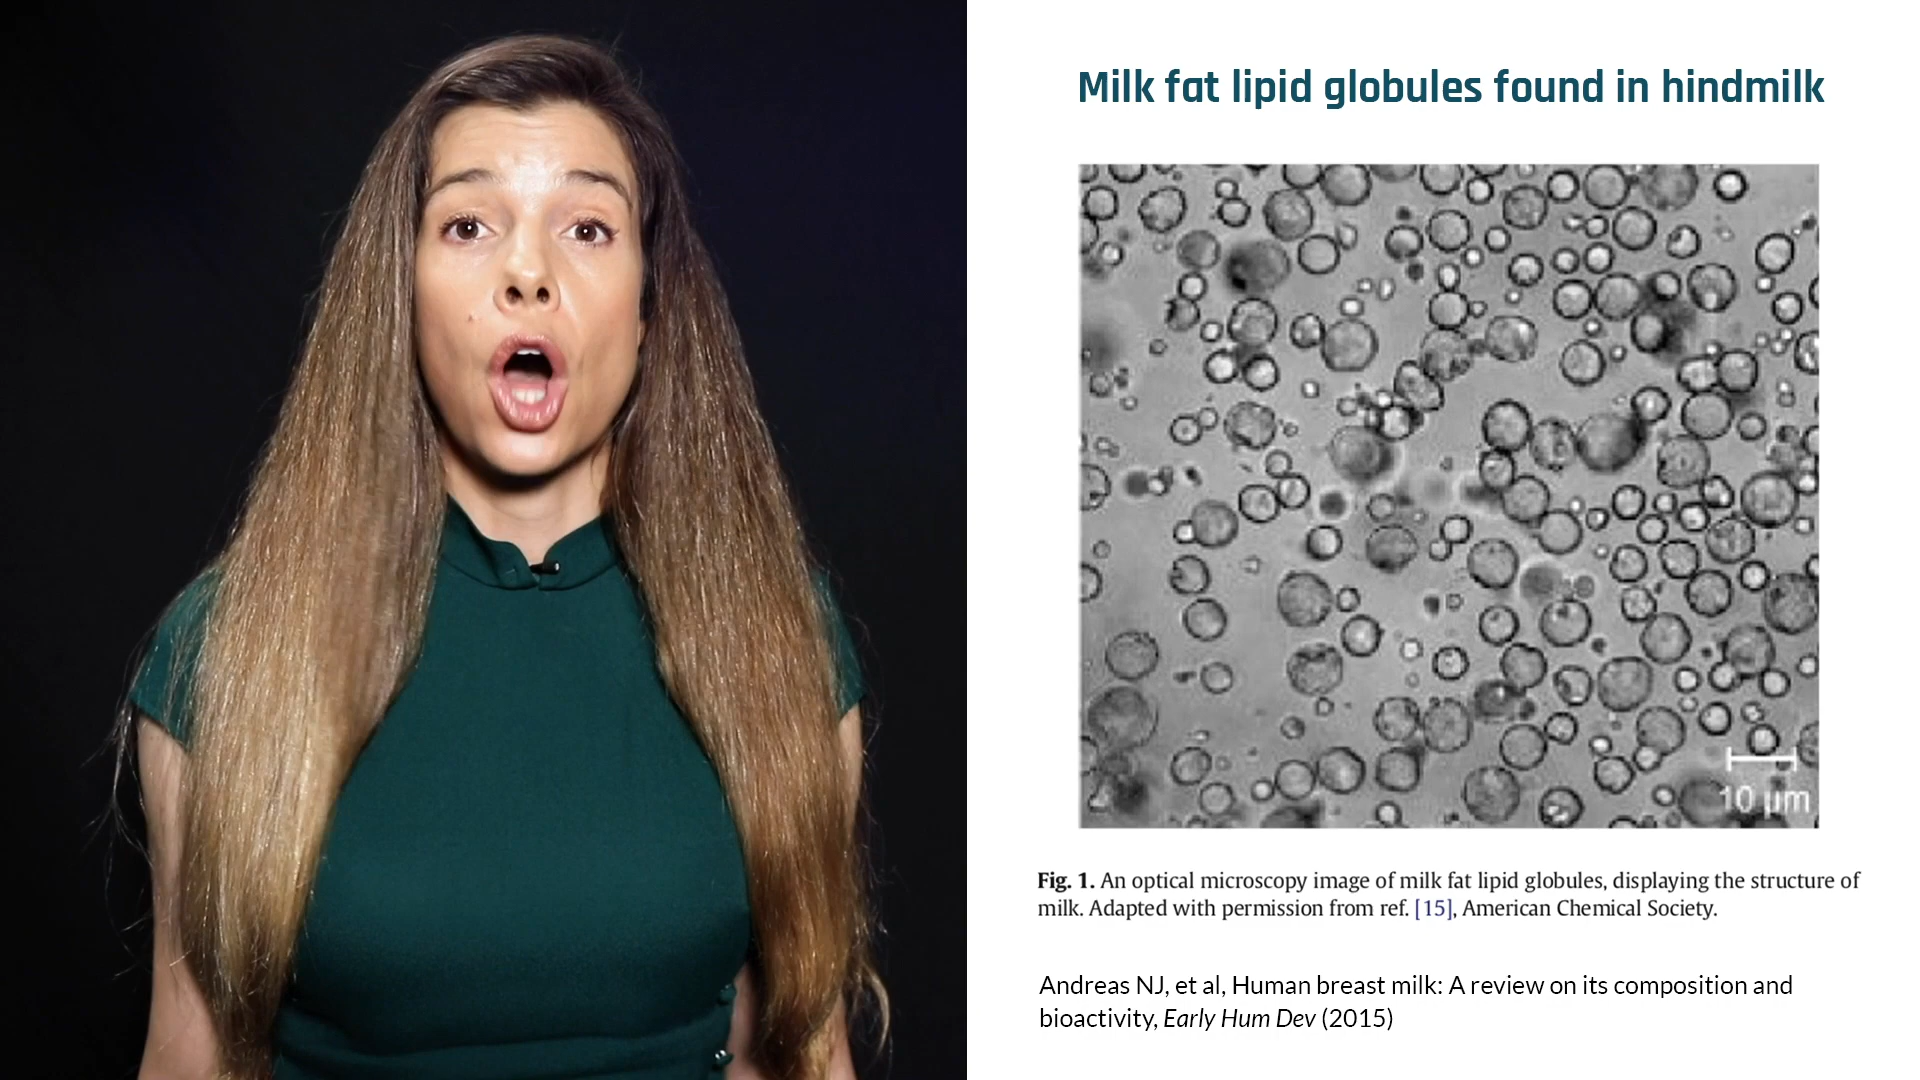 Milk fat lipid globules found in hindmilk
10 µm
Fig. 1. An optical microscopy image of milk fat lipid globules, displaying the structure of
milk. Adapted with permission from ref. [15], American Chemical Society.
Andreas NJ, et al, Human breast milk: A review on its composition and
bioactivity, Early Hum Dev (2015)